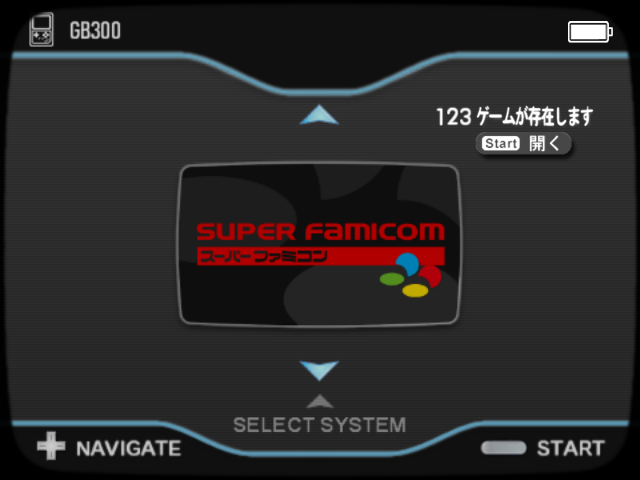 GB300
123 ゲームが存在します
Start 開く
SUPER FAMICOM
スーパーファミコン
SELECT SYSTEM
NAVIGATE
START